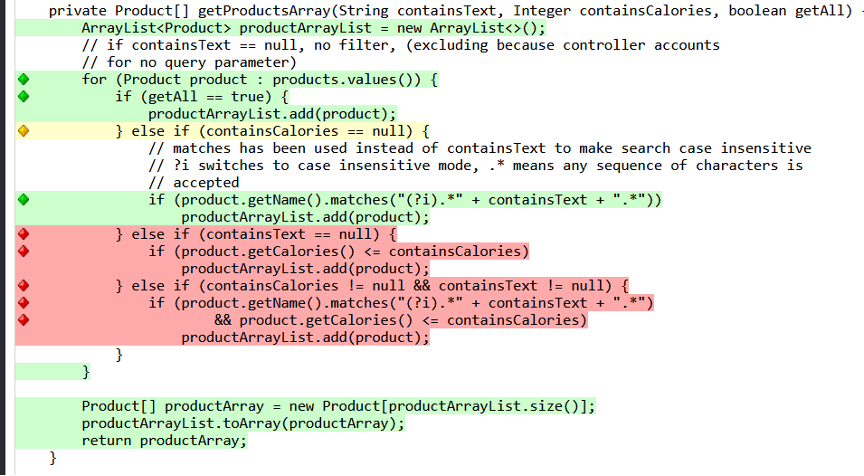 private Product[] getProductsArray(String containsText, Integer containsCalories, boolean getAll)
ArrayList<Product> productArrayList = new ArrayList<>();
// if containsText == null, no filter, (excluding because controller accounts
// for no query parameter)
for (Product product : products.values()) {
if (getAll == true) {
productArrayList.add(product);
} else if (containsCalories == null) {
// matches has been used instead of containsText to make search case insensitive
// ?i switches to case insensitive mode, .* means any sequence of characters is
// accepted
if (product.getName().matches("(?i).*" + containsText + ".*"))
productArrayList.add(product);
} else if (containsText == null) {
if (product.getCalories() <= containsCalories)
productArrayList.add(product);
} else if (containsCalories != null && containsText != null) {
if (product.getName().matches("(?i).*" + containsText + ".*")
&& product.getCalories() <= containsCalories)
productArrayList.add(product);
}
}
Product[] productArray = new Product[productArrayList.size()];
productArrayList.toArray(productArray);
return productArray;
}